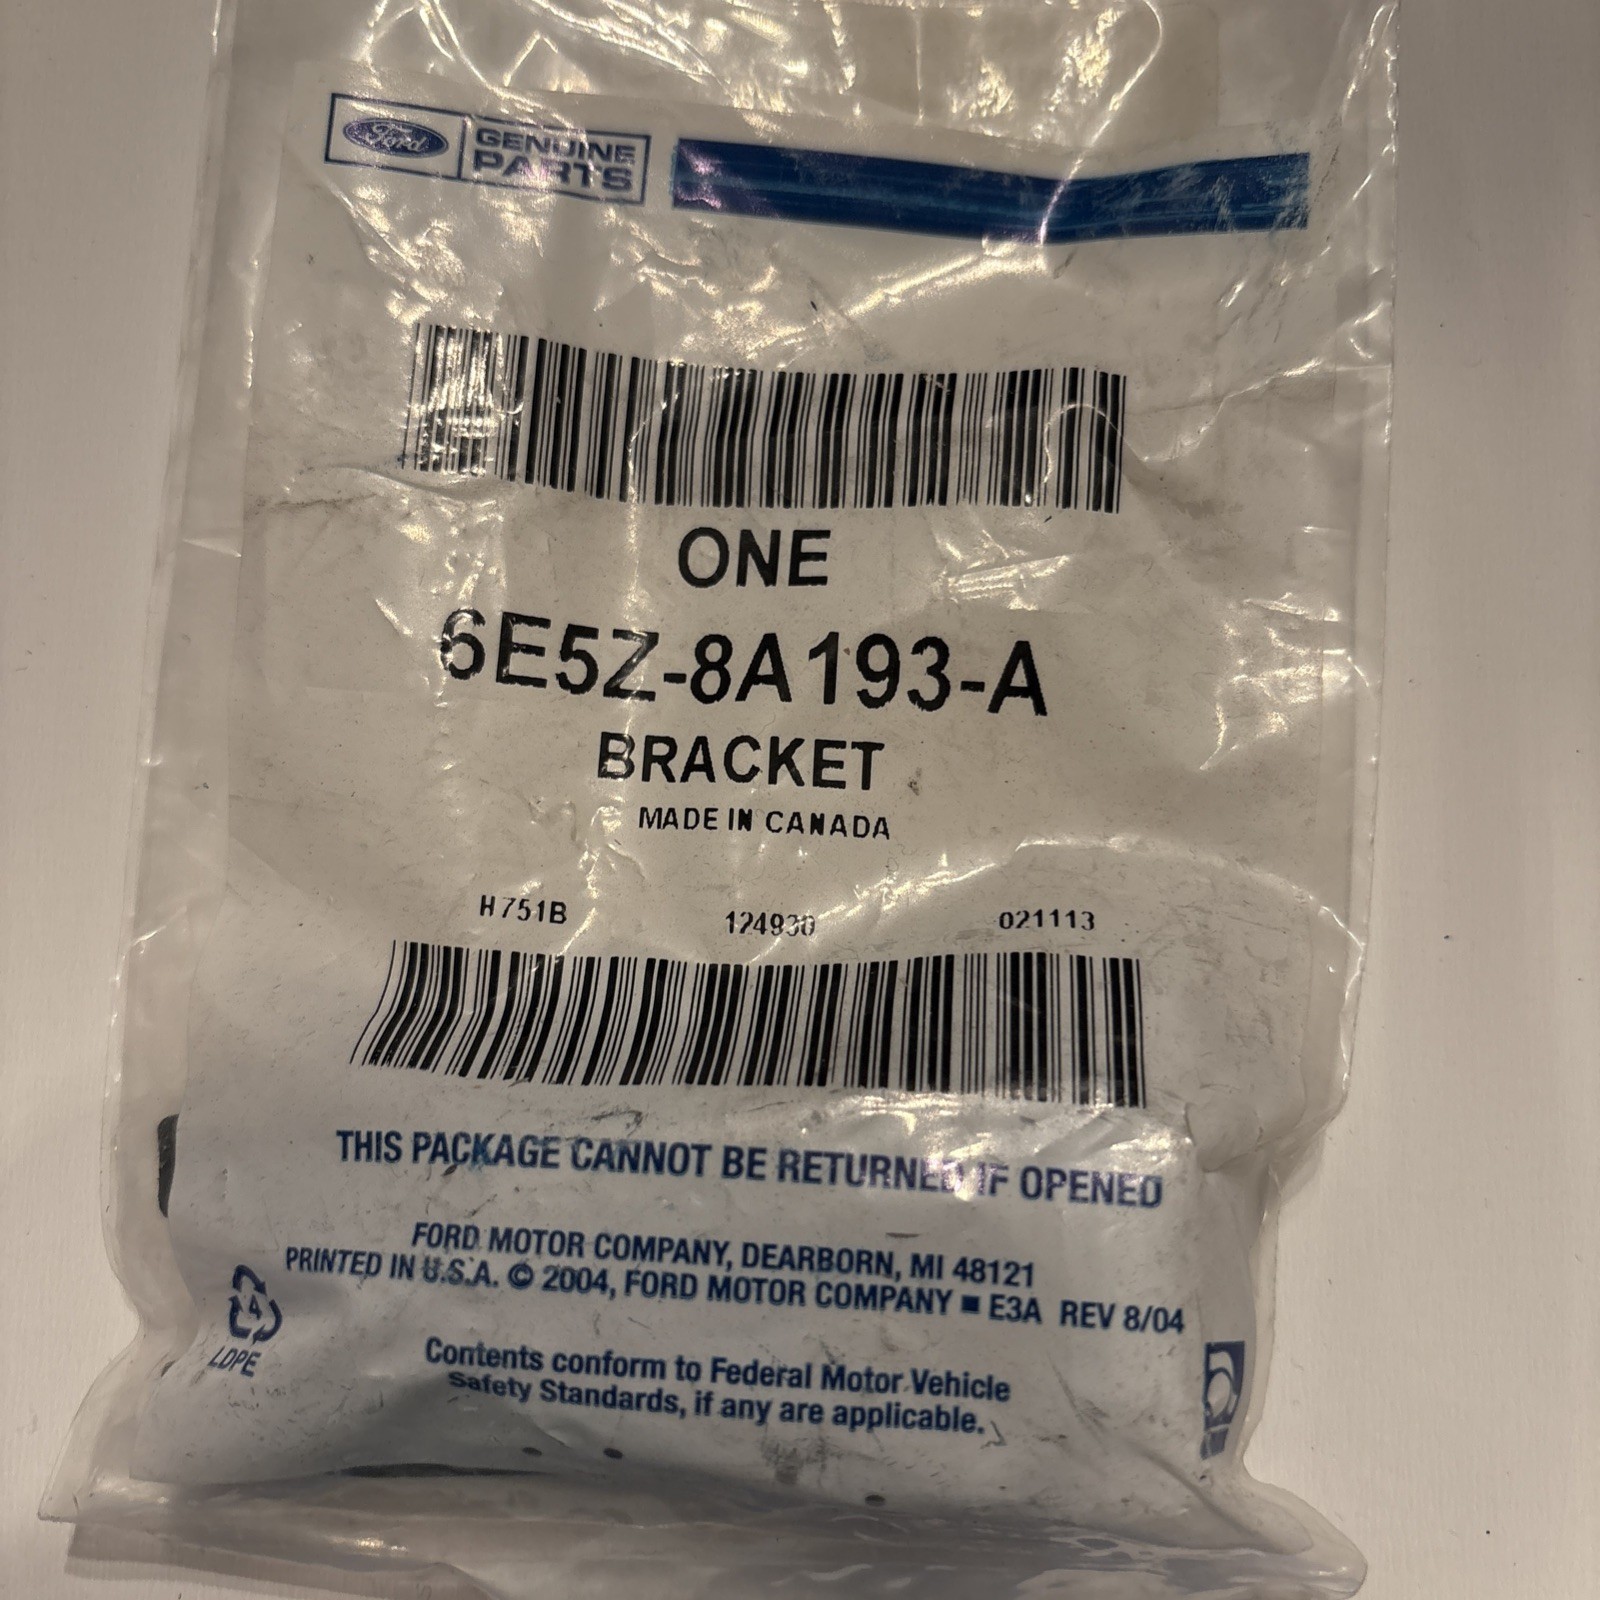 Ford GENUINE
PARTS
ONE
6E5Z-8A193-A
BRACKET
MADE IN CANADA
H751B 124930 021113
THIS PACKAGE CANNOT BE RETURNED IF OPENED
FORD MOTOR COMPANY, DEARBORN, MI 48121
PRINTED IN U.S.A. © 2004, FORD MOTOR COMPANY ■ E3A REV 8/04
4
LDPE
Contents conform to Federal Motor Vehicle
Safety Standards, if any are applicable.